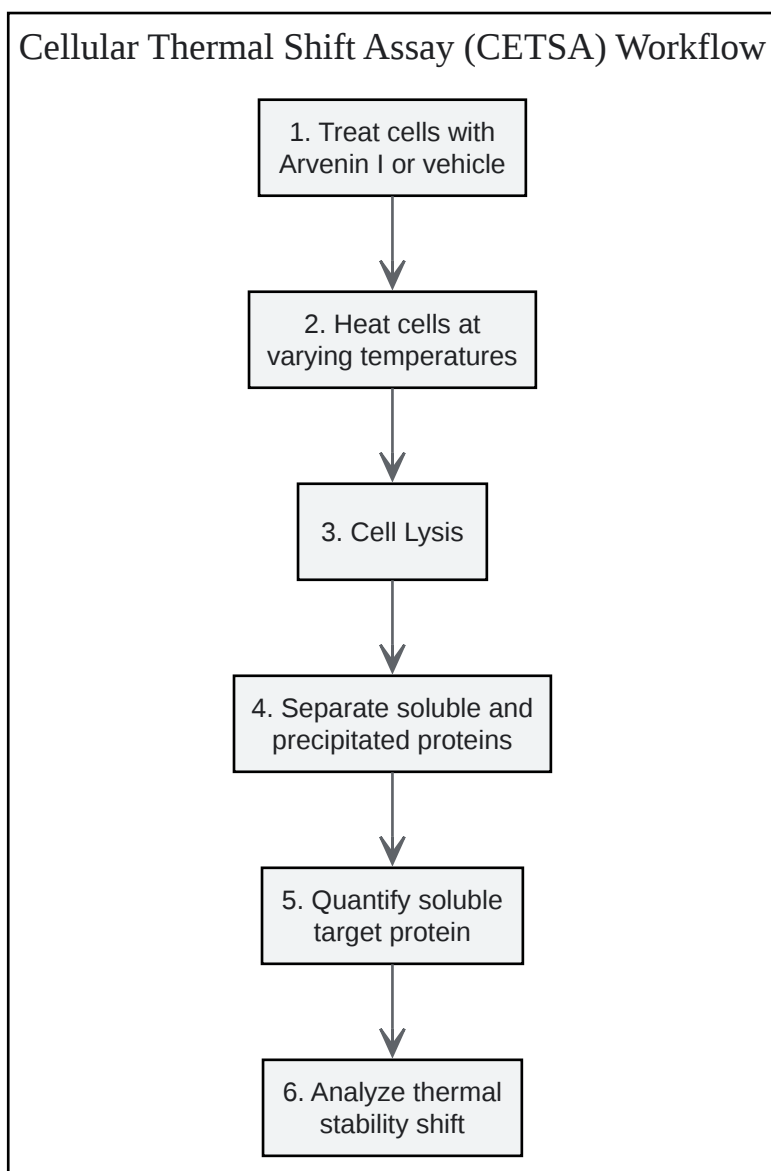 Cellular Thermal Shift Assay (CETSA) Workflow
1. Treat cells with
Arvenin I or vehicle
2. Heat cells at
varying temperatures
3. Cell Lysis
4. Separate soluble and
precipitated proteins
5. Quantify soluble
target protein
6. Analyze thermal
stability shift